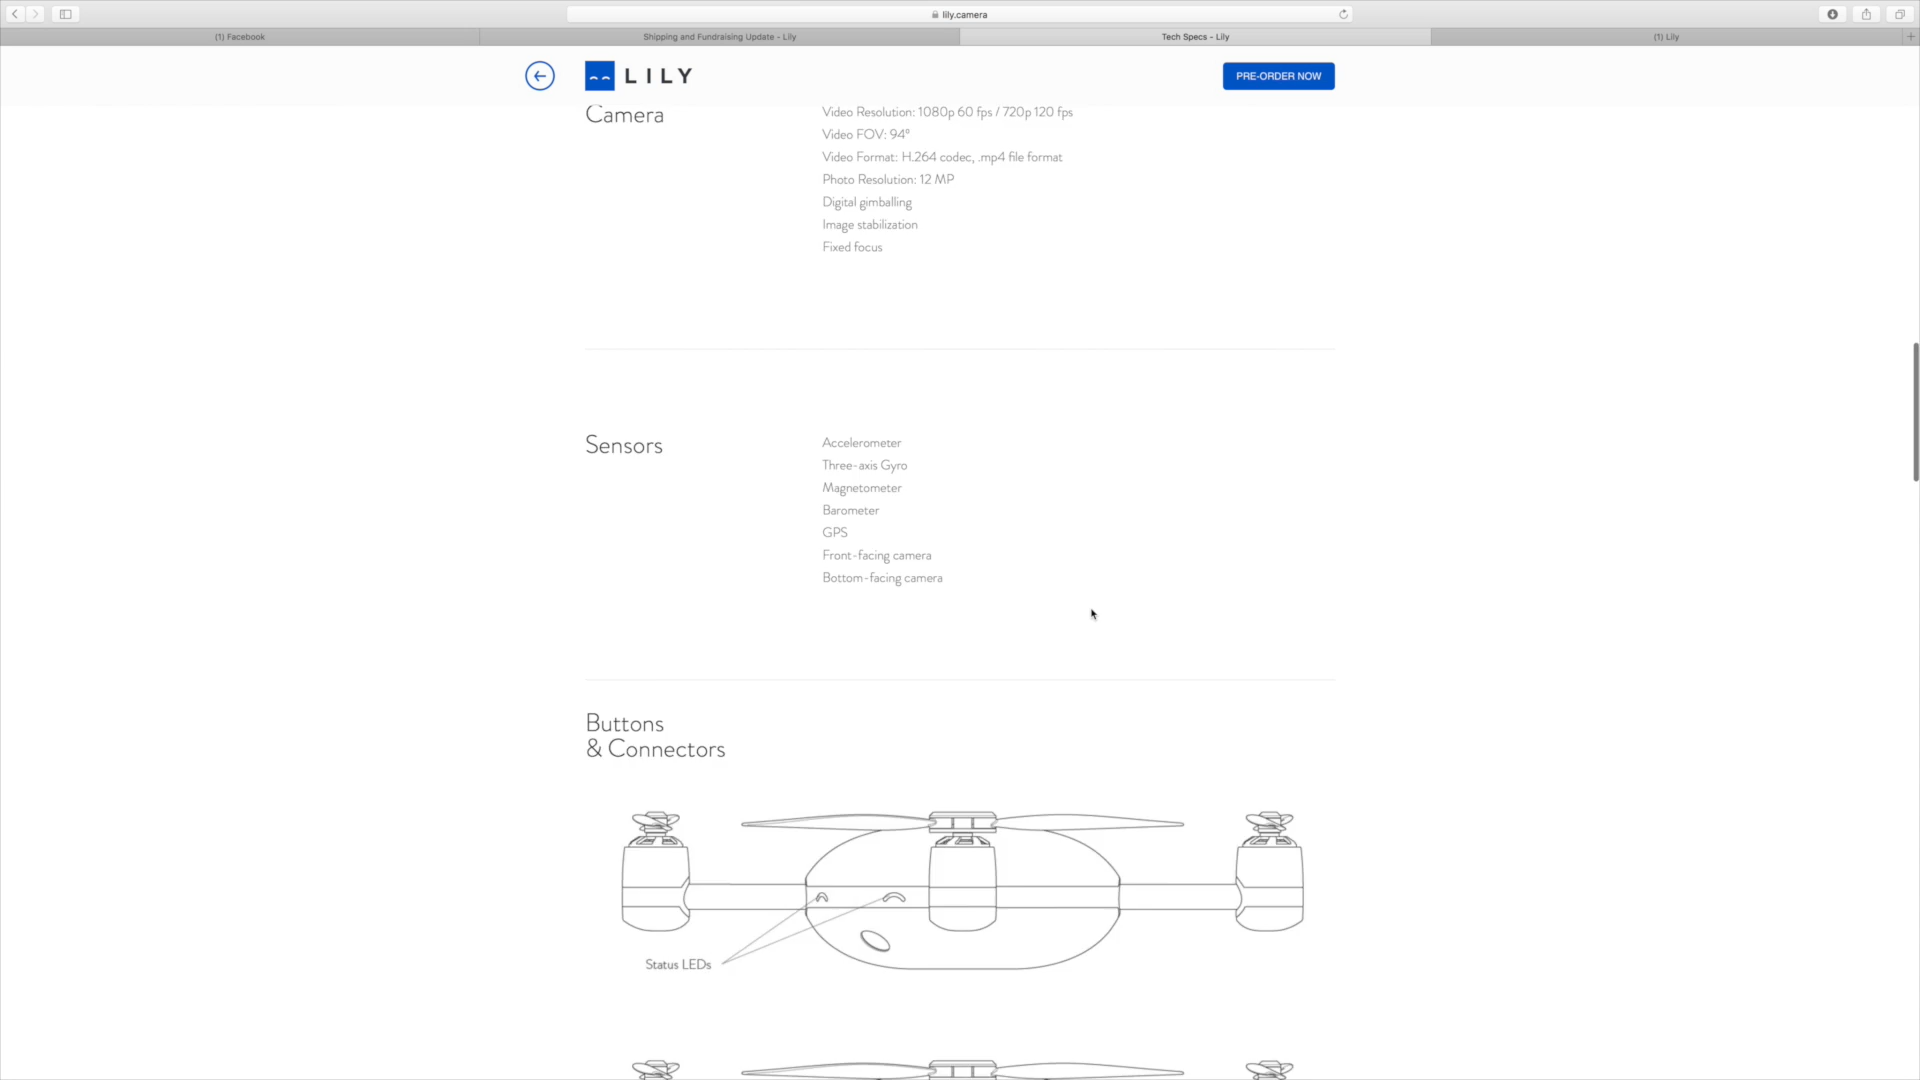 lily.camera
(1) Facebook
Shipping and Fundraising Update - Lily
Tech Specs - Lily
(1) Lily
LILY
PRE-ORDER NOW
Camera
Video Resolution: 1080p 60 fps / 720p 120 fps
Video FOV: 94º
Video Format: H.264 codec, .mp4 file format
Photo Resolution: 12 MP
Digital gimballing
Image stabilization
Fixed focus
Sensors
Accelerometer
Three-axis Gyro
Magnetometer
Barometer
GPS
Front-facing camera
Bottom-facing camera
Buttons
& Connectors
Status LEDs